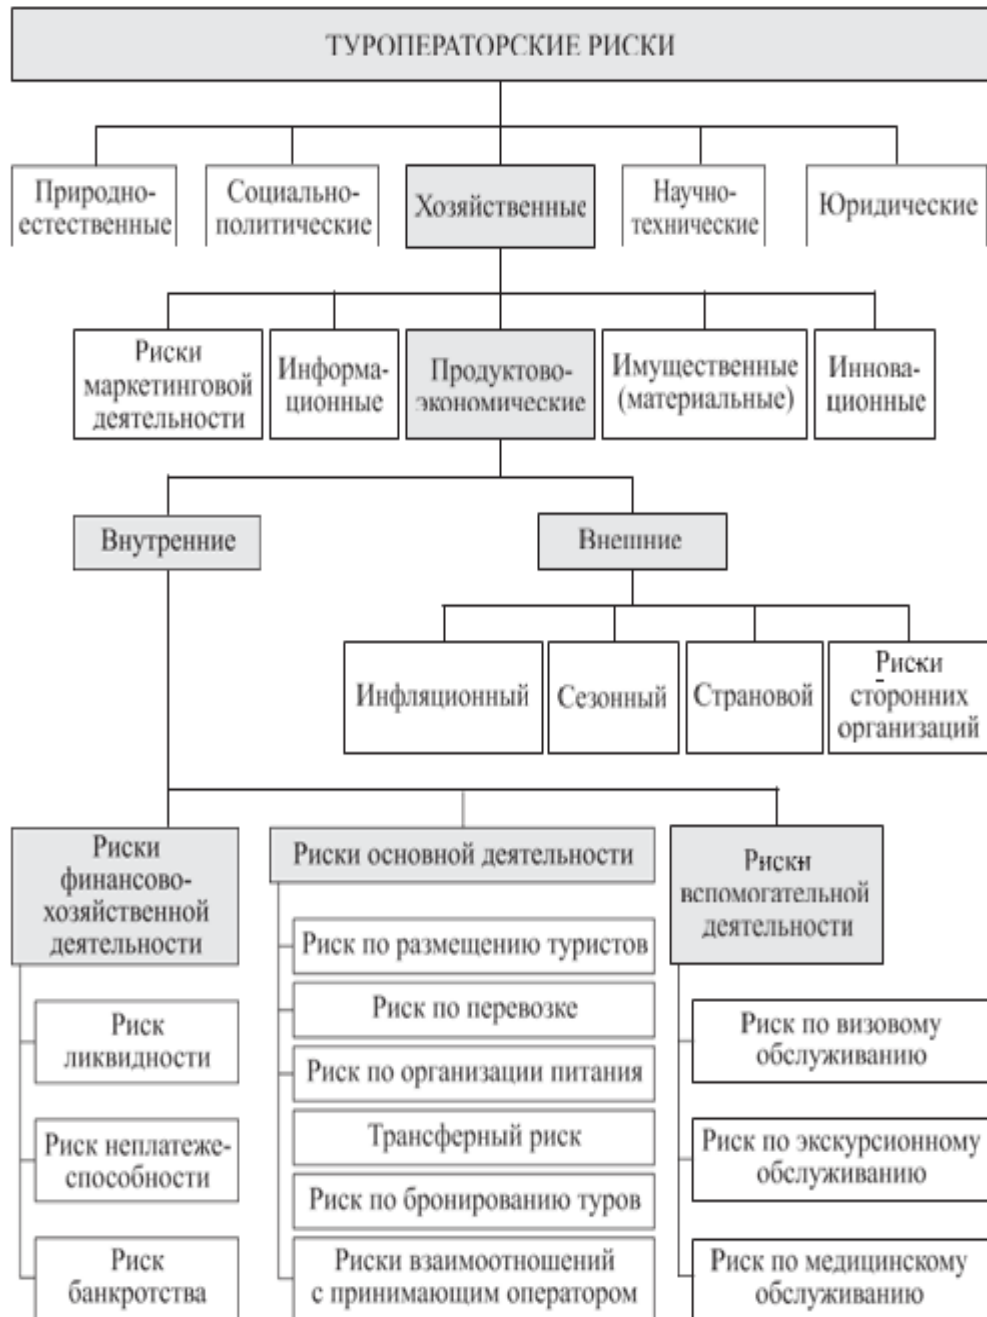 ТУРОПЕРАТОРСКИЕ РИСКИ
Природно-
естественные
Социально-
политические
Хозяйственные
Научно-
технические
Юридические
Риски
маркетинговой
деятельности
Информа-
ционные
Продуктово-
экономические
Имущественные
(материальные)
Иннова-
ционные
Внутренние
Внешние
Инфляционный
Сезонный
Страновой
Риски
сторонних
организаций
Риски
финансово-
хозяйственной
деятельности
Риск
ликвидности
Риск неплатеже-
способности
Риск
банкротства
Риски основной деятельности
Риск по размещению туристов
Риск по перевозке
Риск по организации питания
Трансферный риск
Риск по бронированию туров
Риски взаимоотношений
с принимающим оператором
Риски
вспомогательной
деятельности
Риск по визовому
обслуживанию
Риск по экскурсионному
обслуживанию
Риск по медицинскому
обслуживанию